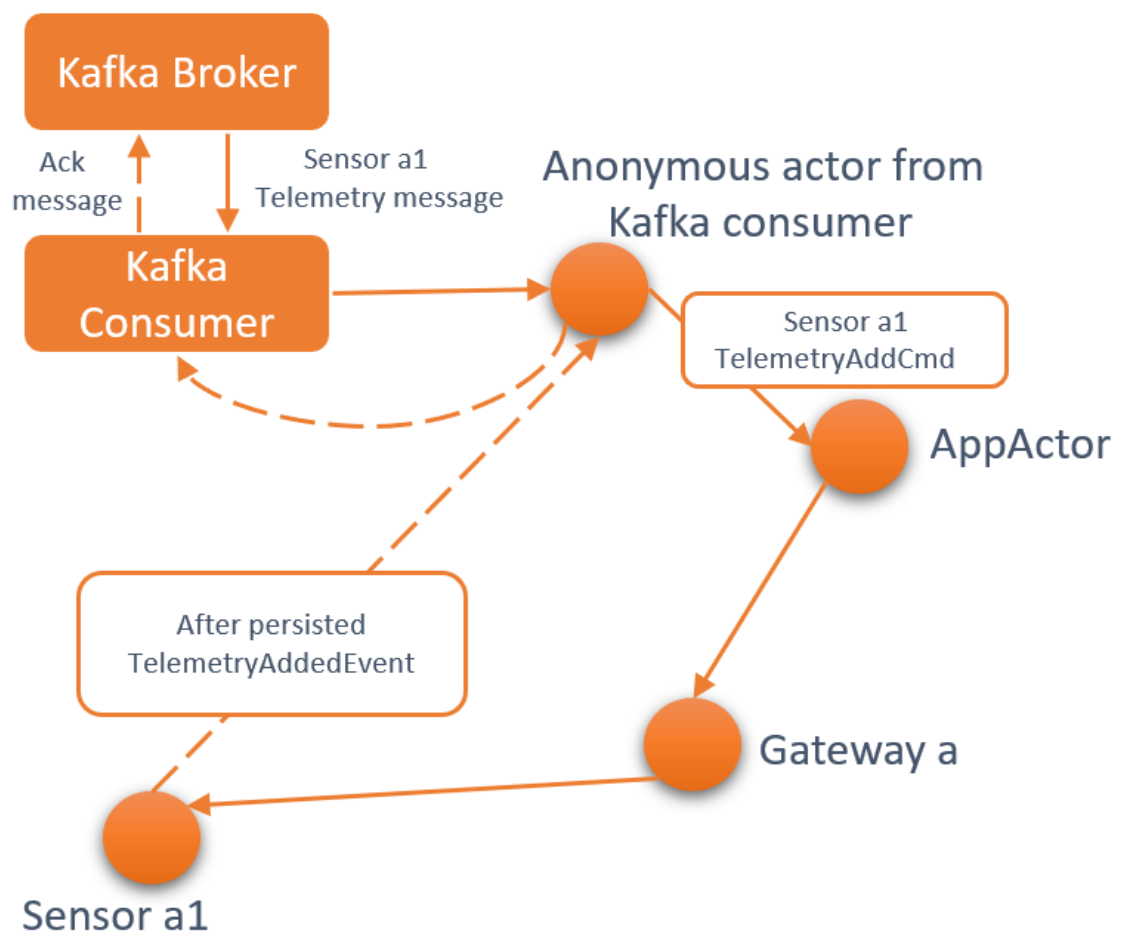 Kafka Broker
Ack
message
Sensor a1
Telemetry message
Anonymous actor from
Kafka consumer
Kafka
Consumer
Sensor a1
TelemetryAddCmd
AppActor
After persisted
TelemetryAddedEvent
Gateway a
Sensor a1